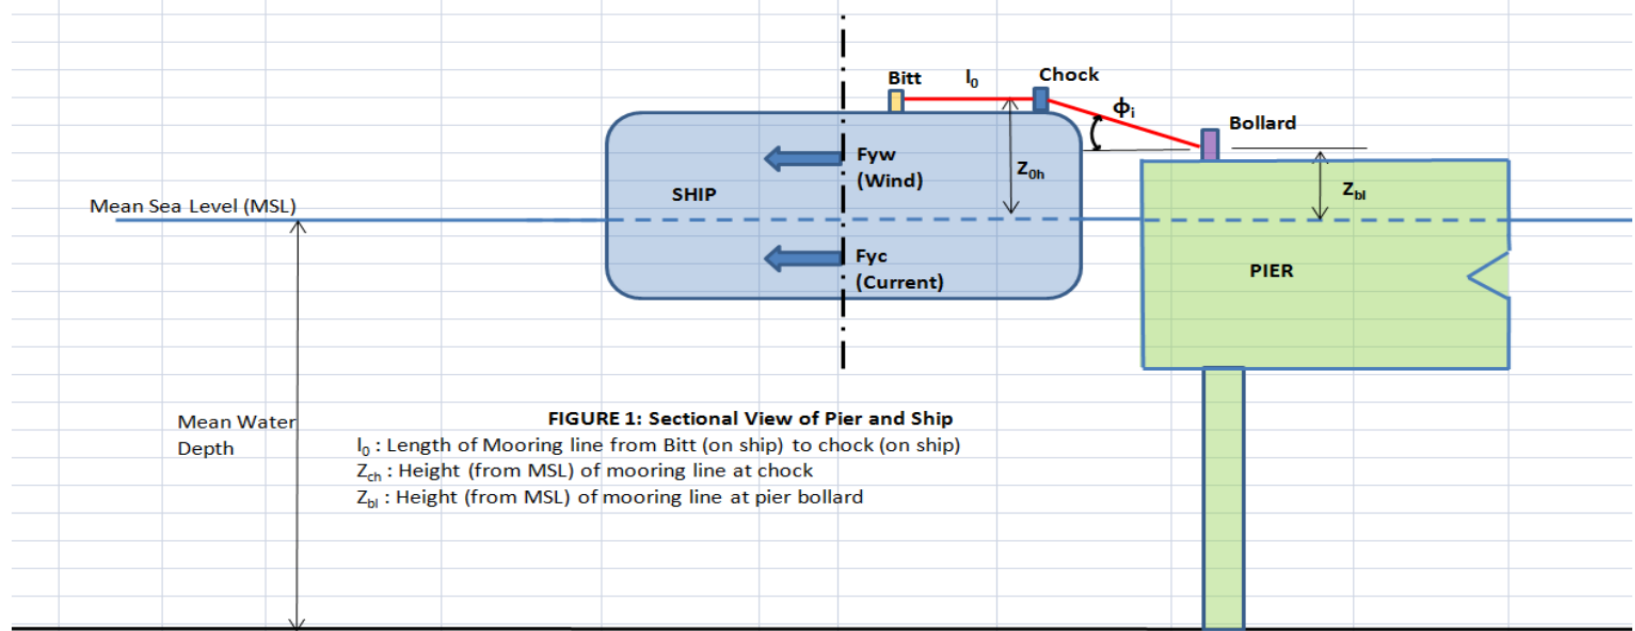 Bitt
l₀
Chock
ϕᵢ
Bollard
Fyw
(Wind)
Z₀ₕ
SHIP
Zbl
Mean Sea Level (MSL)
Fyc
(Current)
PIER
Mean Water
Depth
FIGURE 1: Sectional View of Pier and Ship
l₀ : Length of Mooring line from Bitt (on ship) to chock (on ship)
Zch : Height (from MSL) of mooring line at chock
Zbl : Height (from MSL) of mooring line at pier bollard